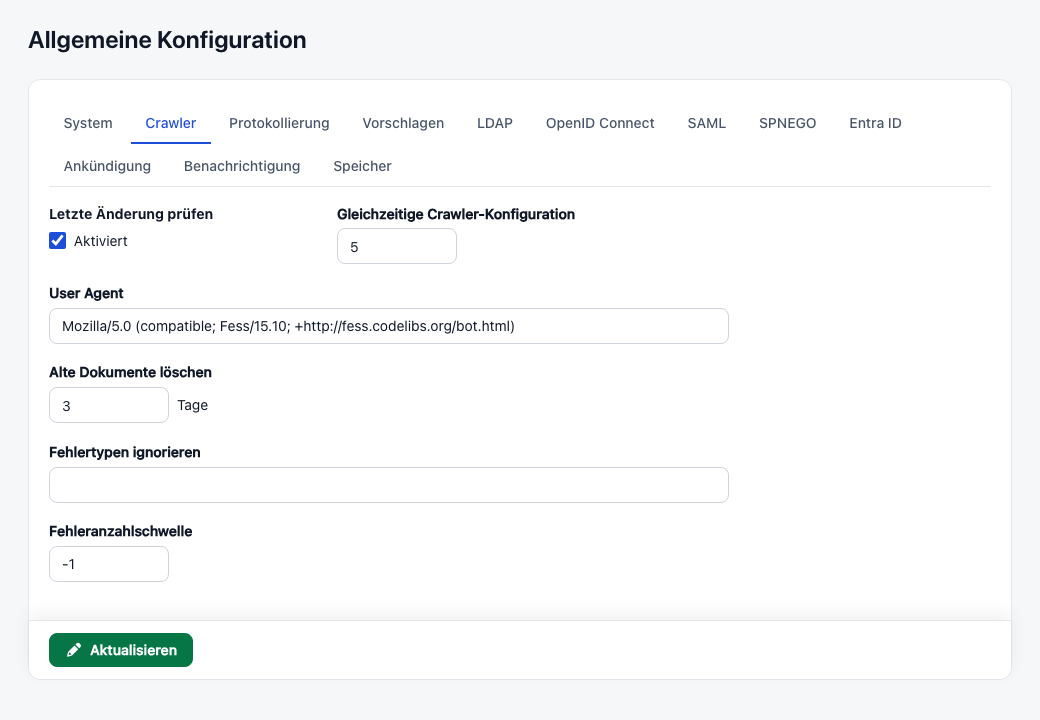 Allgemeine Konfiguration
System Crawler Protokollierung Vorschlagen LDAP OpenID Connect SAML SPNEGO Entra ID
Ankündigung Benachrichtigung Speicher
Letzte Änderung prüfen Gleichzeitige Crawler-Konfiguration
Aktiviert 5
User Agent
Mozilla/5.0 (compatible; Fess/15.10; +http://fess.codelibs.org/bot.html)
Alte Dokumente löschen
3 Tage
Fehlertypen ignorieren
Fehleranzahlschwelle
-1
Aktualisieren